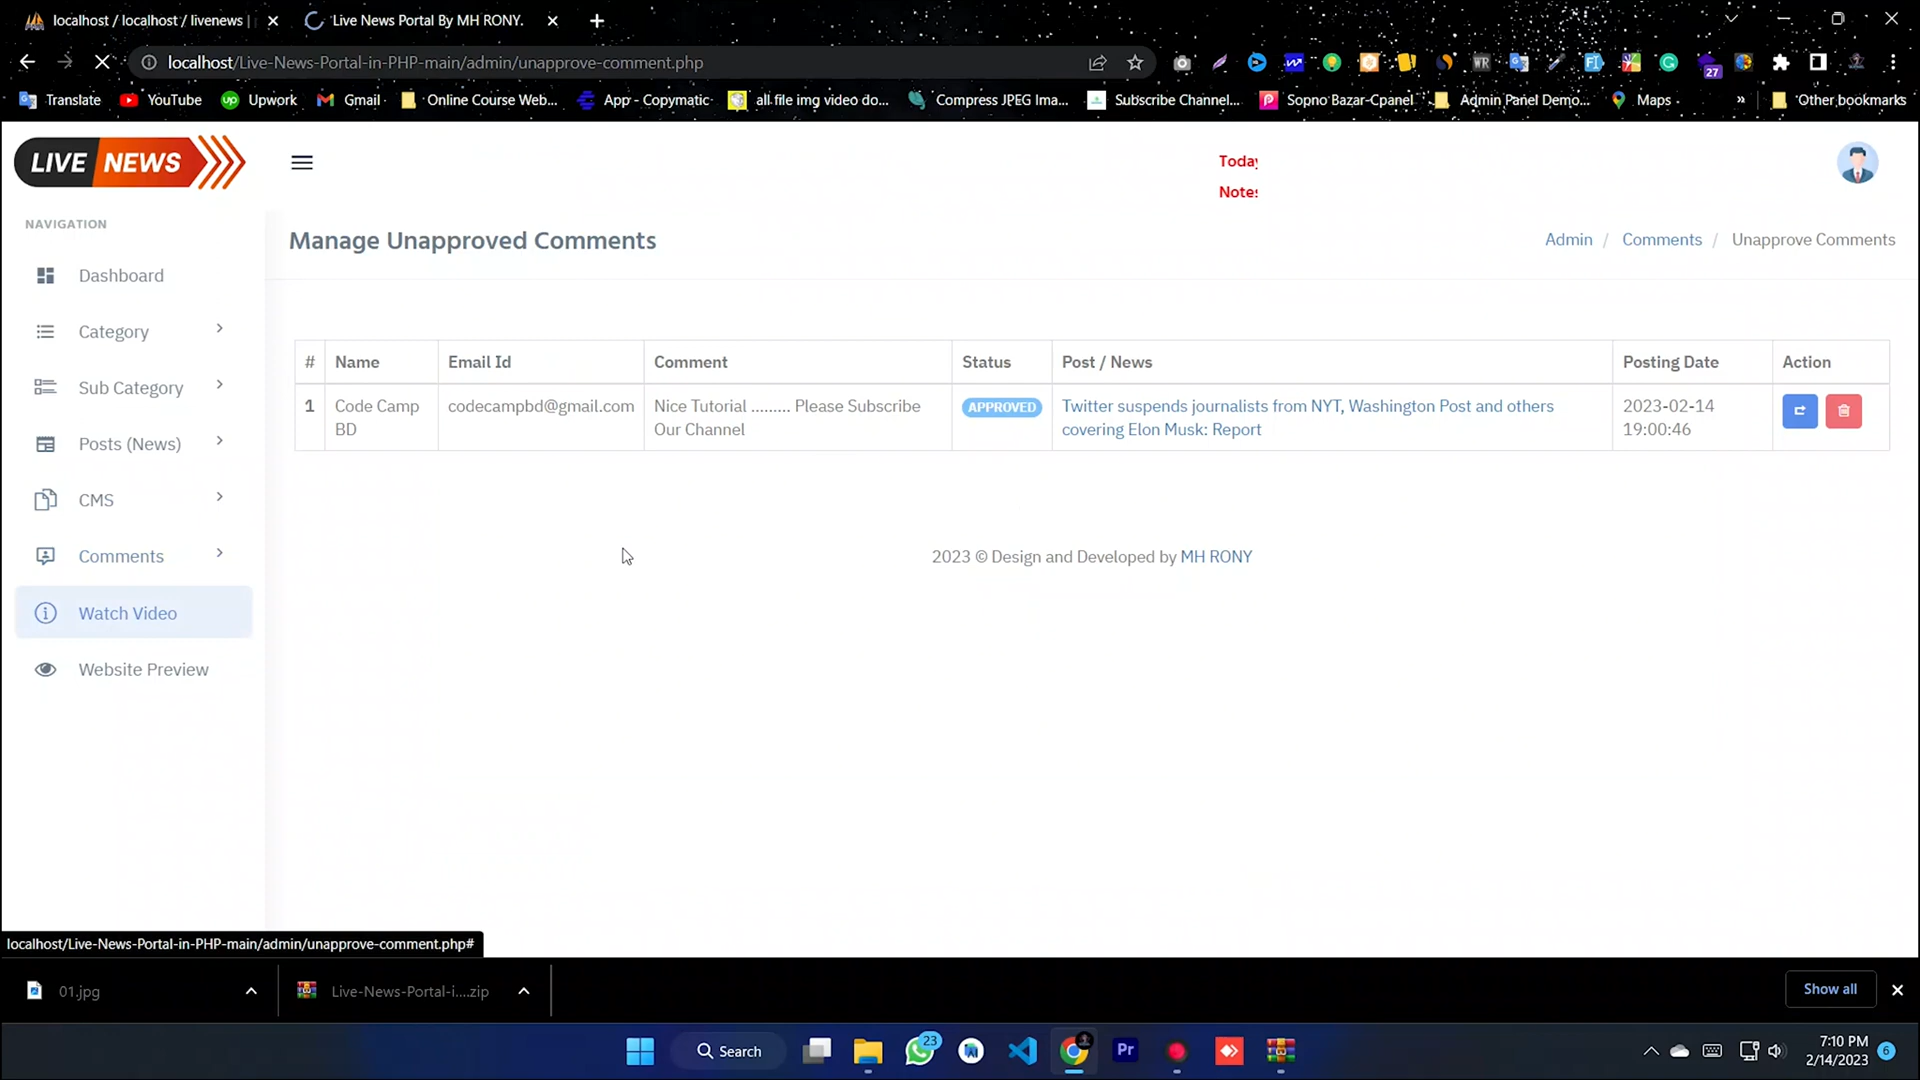 localhost / localhost / livenews |
Live News Portal By MH RONY.
localhost/Live-News-Portal-in-PHP-main/admin/unapprove-comment.php
WR
27
Translate
YouTube
Upwork
Gmail
Online Course Web...
App - Copymatic
all file img video do...
Compress JPEG Ima...
Subscribe Channel...
Sopno Bazar-Cpanel
Admin Panel Demo...
Maps
»
Other bookmarks
LIVE NEWS
Today
Notes
NAVIGATION
Manage Unapproved Comments
Admin / Comments / Unapprove Comments
Dashboard
Category
Sub Category
Posts (News)
CMS
Comments
Watch Video
Website Preview
# Name Email Id Comment Status Post / News Posting Date Action
1 Code Camp BD codecampbd@gmail.com Nice Tutorial ......... Please Subscribe Our Channel APPROVED Twitter suspends journalists from NYT, Washington Post and others covering Elon Musk: Report 2023-02-14 19:00:46
2023 © Design and Developed by MH RONY
localhost/Live-News-Portal-in-PHP-main/admin/unapprove-comment.php#
01.jpg
Live-News-Portal-i....zip
Show all
Search
23
Pr
7:10 PM
2/14/2023
6